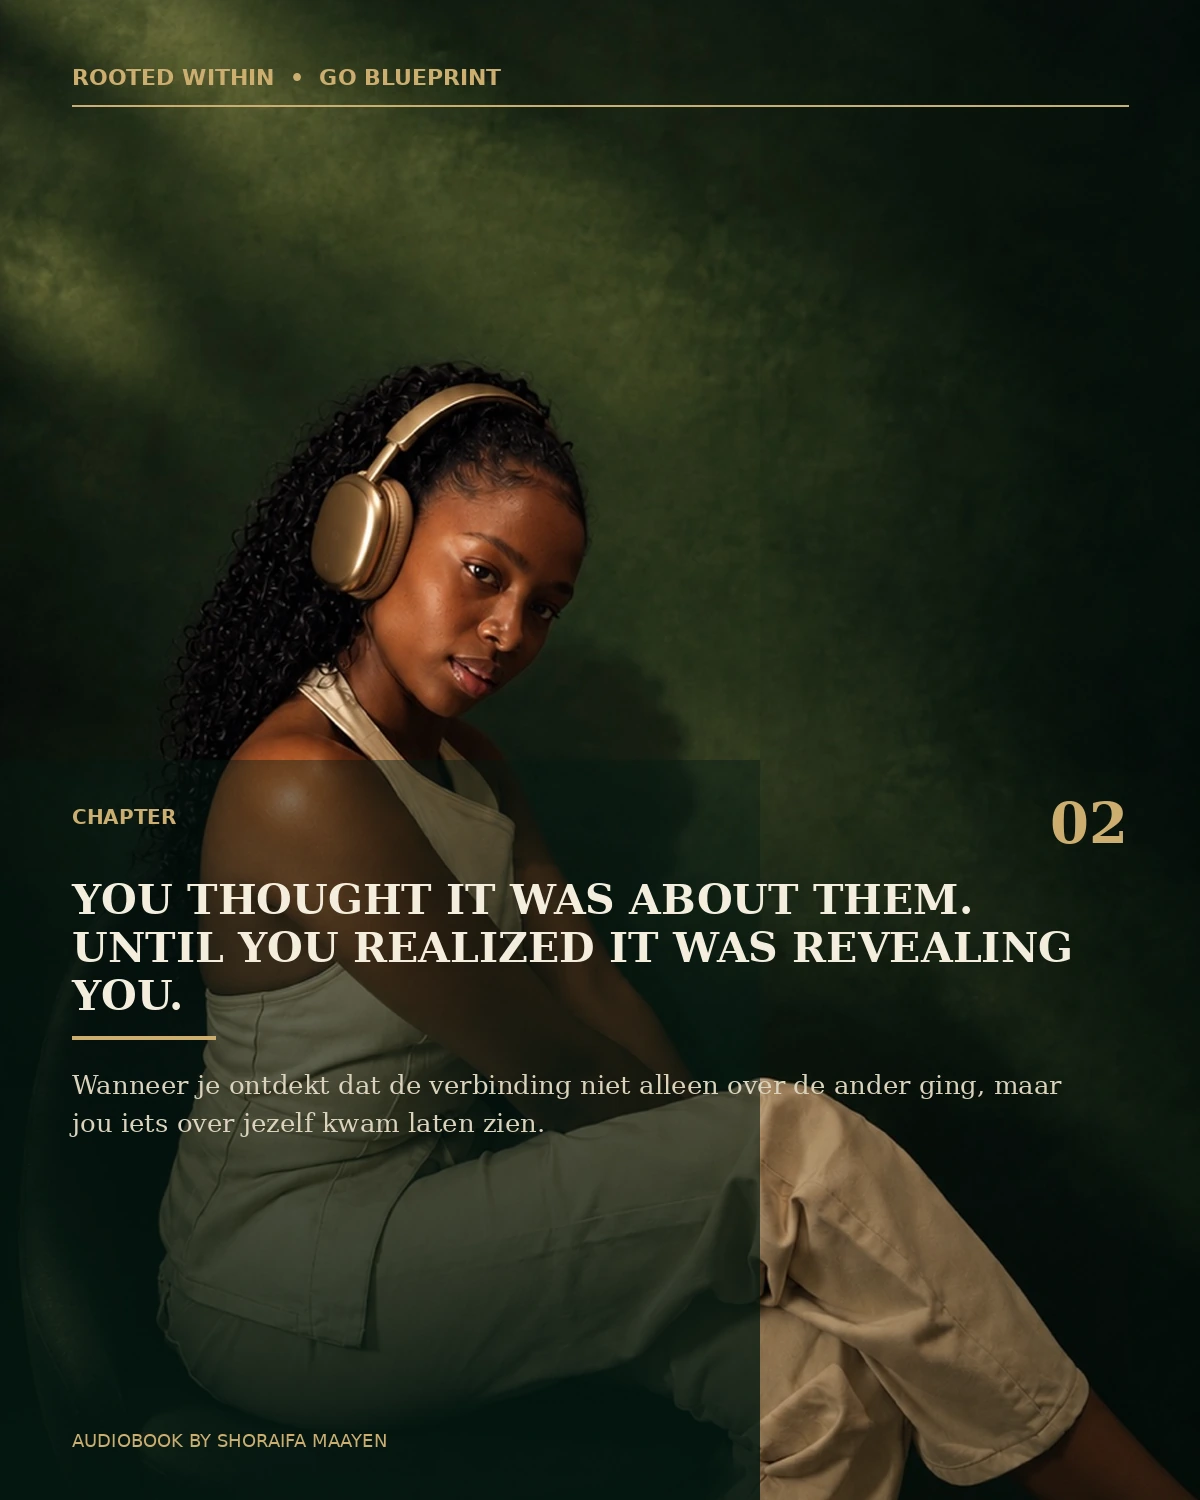 ROOTED WITHIN • GO BLUEPRINT
CHAPTER
02
YOU THOUGHT IT WAS ABOUT THEM.
UNTIL YOU REALIZED IT WAS REVEALING
YOU.
Wanneer je ontdekt dat de verbinding niet alleen over de ander ging, maar
jou iets over jezelf kwam laten zien.
AUDIOBOOK BY SHORAIFA MAAYEN